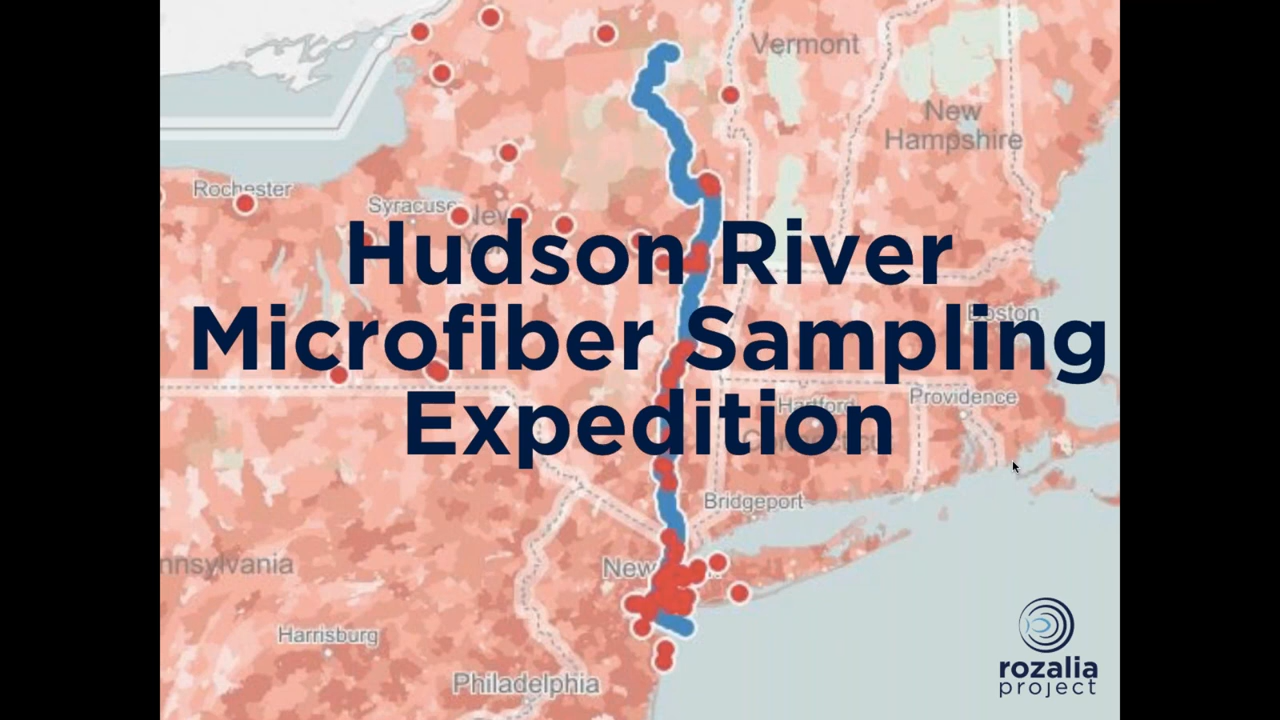 Vermont
New
Hampshire
Rochester
Syracuse
Hudson River
Microfiber Sampling
Expedition
Boston
Hartford
Providence
Connecticut
Bridgeport
nnsylvania
New
Harrisburg
Philadelphia
rozalia
project